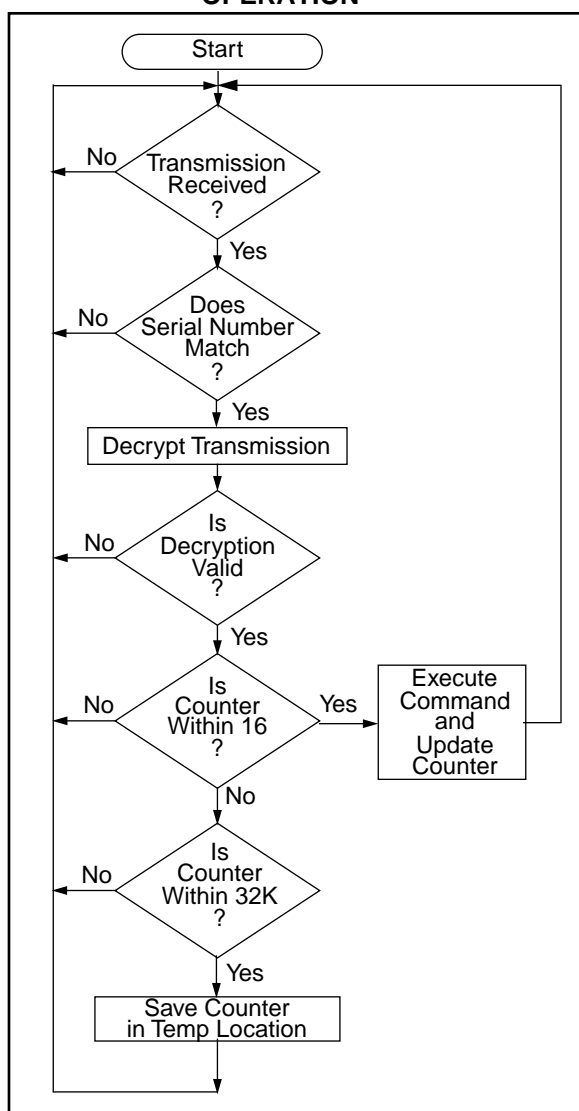 OPERATION
Start
No
Transmission
Received
?
Yes
No
Does
Serial Number
Match
?
Yes
Decrypt Transmission
No
Is
Decryption
Valid
?
Yes
No
Is
Counter
Within 16
?
Yes
Execute
Command
and
Update
Counter
No
No
Is
Counter
Within 32K
?
Yes
Save Counter
in Temp Location